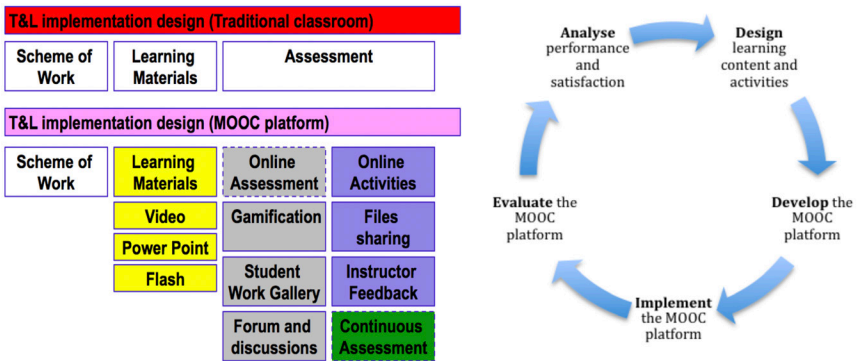 T&L implementation design (Traditional classroom)
Scheme of
Work
Learning
Materials
Assessment
T&L implementation design (MOOC platform)
Scheme of
Work
Learning
Materials
Video
Power Point
Flash
Online
Assessment
Gamification
Student
Work Gallery
Forum and
discussions
Online
Activities
Files
sharing
Instructor
Feedback
Continuous
Assessment
Analyse
performance
and
satisfaction
Design
learning
content and
activities
Develop the
MOOC
platform
Implement
the MOOC
platform
Evaluate the
MOOC
platform